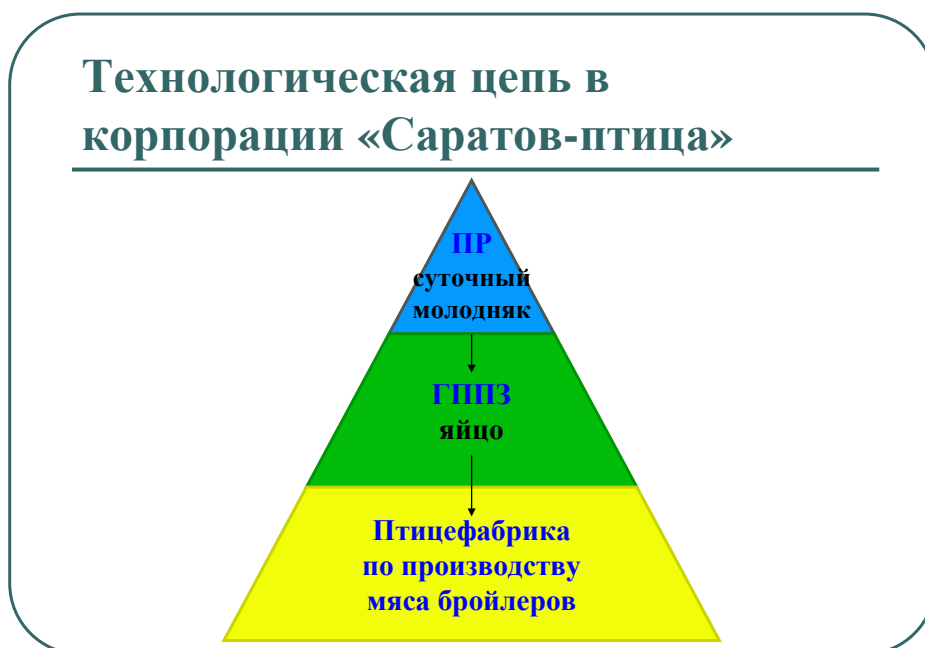 Технологическая цепь в
корпорации «Саратов-птица»
ПР
суточный
молодняк
ГППЗ
яйцо
Птицефабрика
по производству
мяса бройлеров